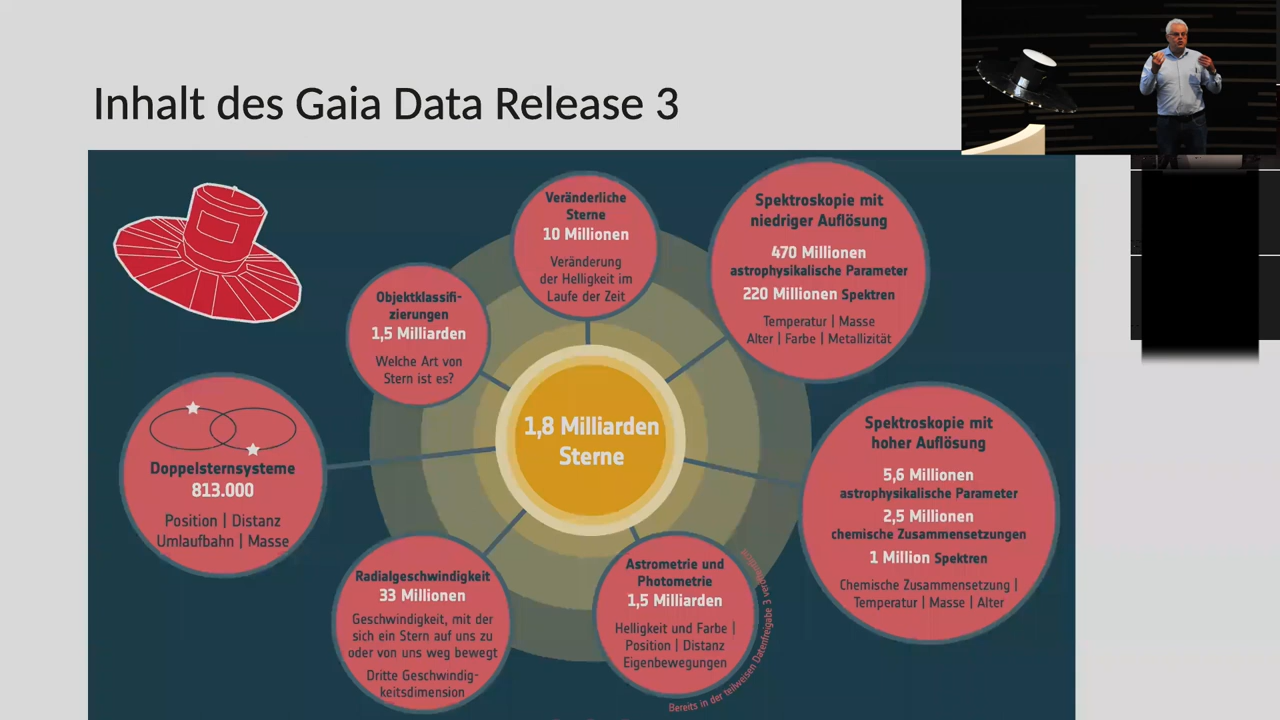 Inhalt des Gaia Data Release 3
Veränderliche
Sterne
10 Millionen
Veränderung
der Helligkeit im
Laufe der Zeit
Spektroskopie mit
niedriger Auflösung
470 Millionen
astrophysikalische Parameter
220 Millionen Spektren
Temperatur | Masse
Alter | Farbe | Metallizität
Objektklassifi-
zierungen
1,5 Milliarden
Welche Art von
Stern ist es?
1,8 Milliarden
Sterne
Doppelsternsysteme
813.000
Position | Distanz
Umlaufbahn | Masse
Spektroskopie mit
hoher Auflösung
5,6 Millionen
astrophysikalische Parameter
2,5 Millionen
chemische Zusammensetzungen
1 Million Spektren
Chemische Zusammensetzung |
Temperatur | Masse | Alter
Radialgeschwindigkeit
33 Millionen
Geschwindigkeit, mit der
sich ein Stern auf uns zu
oder von uns weg bewegt
Dritte Geschwindig-
keitsdimension
Astrometrie und
Photometrie
1,5 Milliarden
Helligkeit und Farbe |
Position | Distanz
Eigenbewegungen
Bereits in der teilweisen Datenfreigabe 3 veröffentlicht